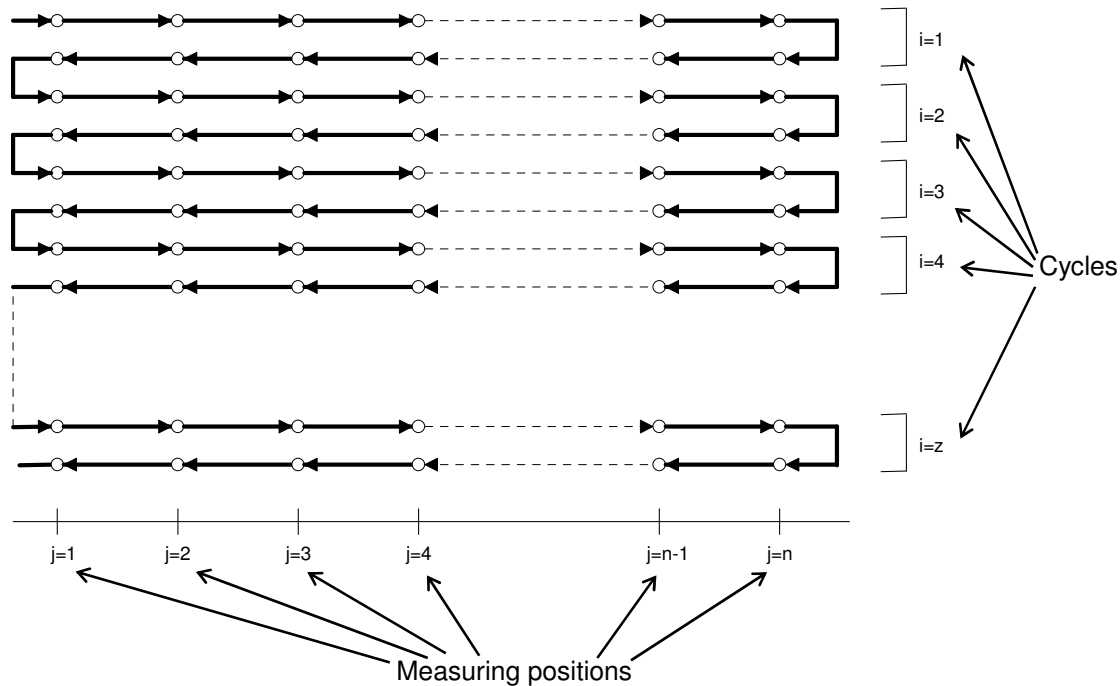 i=1
i=2
i=3
i=4
Cycles
i=z
j=1 j=2 j=3 j=4 j=n-1 j=n
Measuring positions